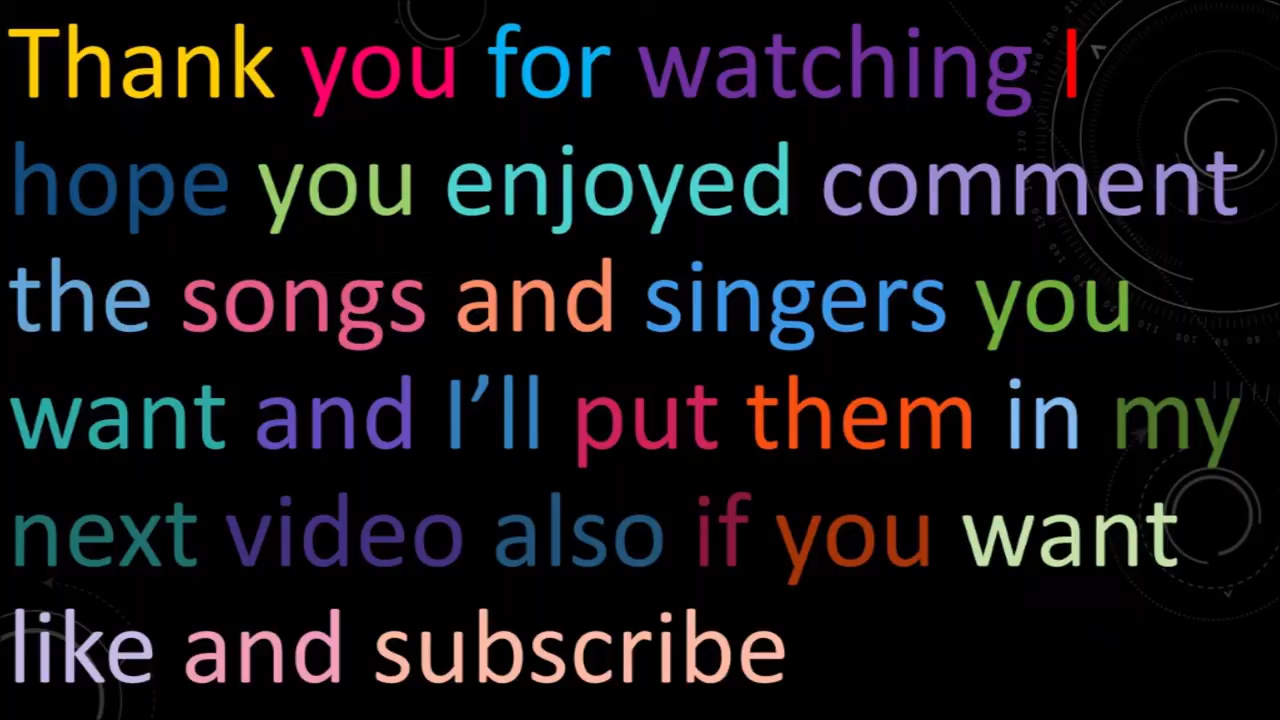 Thank you for watching I
hope you enjoyed comment
the songs and singers you
want and I’ll put them in my
next video also if you want
like and subscribe